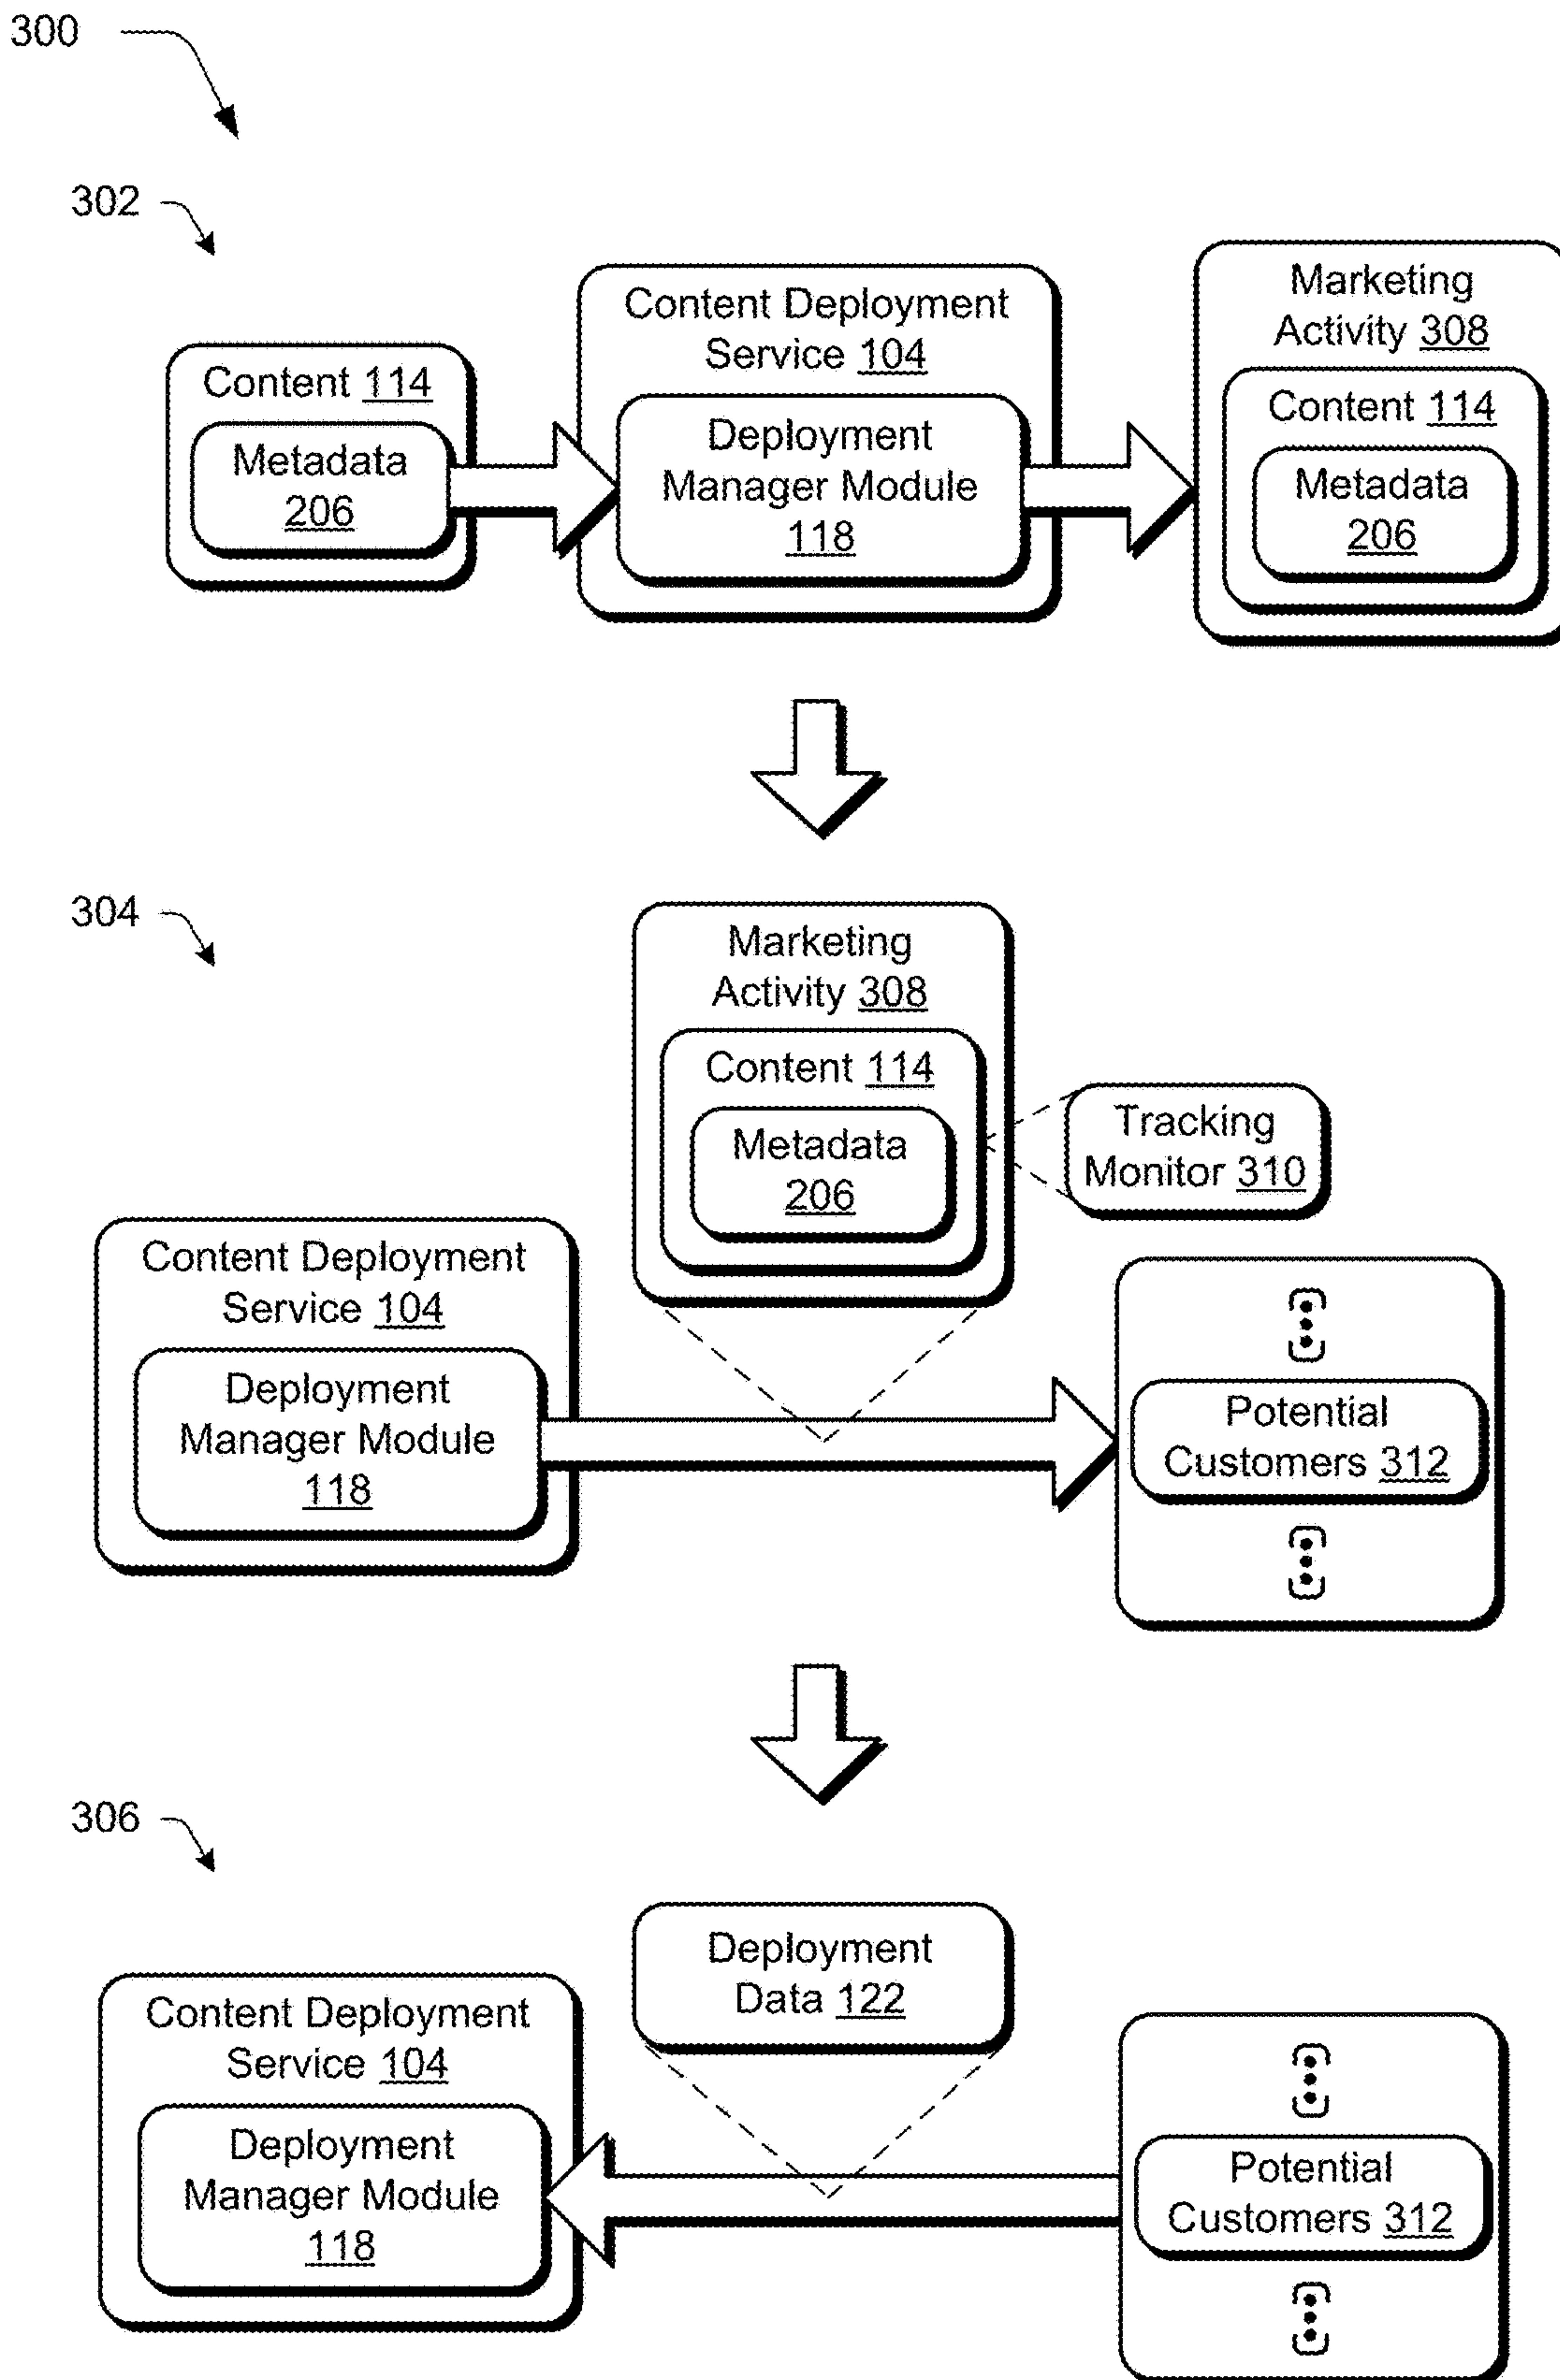 300
302
Content 114
Metadata
206
Content Deployment
Service 104
Deployment
Manager Module
118
Marketing
Activity 308
Content 114
Metadata
206
304
Marketing
Activity 308
Content 114
Metadata
206
Tracking
Monitor 310
Content Deployment
Service 104
Deployment
Manager Module
118
Potential
Customers 312
306
Deployment
Data 122
Content Deployment
Service 104
Deployment
Manager Module
118
Potential
Customers 312